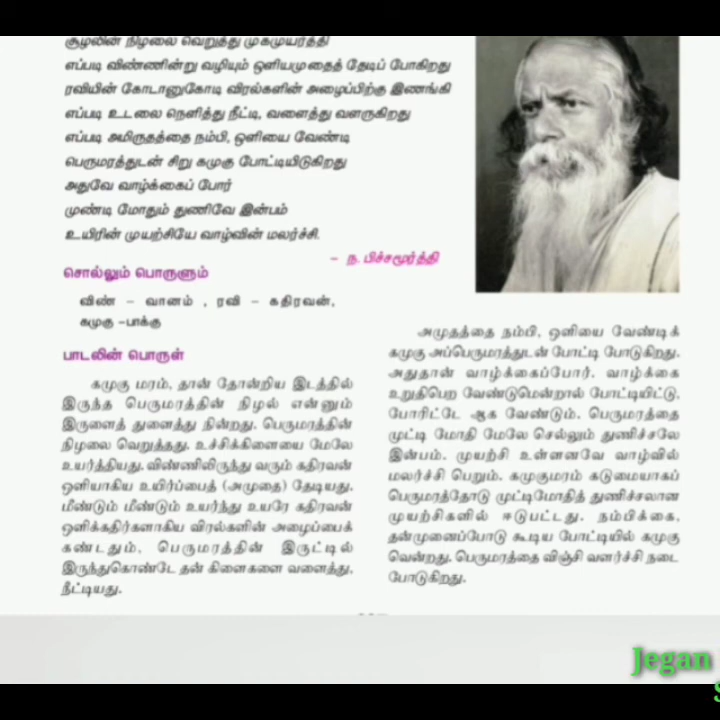 சூழலின் நிழலை வெறுத்து முகமுயர்த்தி
எப்படி விண்ணின்று வழியும் ஒளியமுதைத் தேடிப் போகிறது
ரவியின் கோடானுகோடி விரல்களின் அழைப்பிற்கு இணங்கி
எப்படி உடலை நெளித்து நீட்டி, வளைத்து வளருகிறது
எப்படி அமிருதத்தை நம்பி, ஒளியை வேண்டி
பெருமரத்துடன் சிறு கமுகு போட்டியிடுகிறது
அதுவே வாழ்க்கைப் போர்
முண்டி மோதும் துணிவே இன்பம்
உயிரின் முயற்சியே வாழ்வின் மலர்ச்சி.
– ந. பிச்சமூர்த்தி
சொல்லும் பொருளும்
விண் – வானம் , ரவி – கதிரவன்,
கமுகு –பாக்கு
பாடலின் பொருள்
கமுகு மரம், தான் தோன்றிய இடத்தில்
இருந்த பெருமரத்தின் நிழல் என்னும்
இருளைத் துளைத்து நின்றது. பெருமரத்தின்
நிழலை வெறுத்தது. உச்சிக்கிளையை மேலே
உயர்த்தியது. விண்ணிலிருந்து வரும் கதிரவன்
ஒளியாகிய உயிர்ப்பைத் (அமுதை) தேடியது.
மீண்டும் மீண்டும் உயர்ந்து உயரே கதிரவன்
ஒளிக்கதிர்களாகிய விரல்களின் அழைப்பைக்
கண்டதும், பெருமரத்தின் இருட்டில்
இருந்துகொண்டே தன் கிளைகளை வளைத்து,
நீட்டியது.
அமுதத்தை நம்பி, ஒளியை வேண்டிக்
கமுகு அப்பெருமரத்துடன் போட்டி போடுகிறது.
அதுதான் வாழ்க்கைப்போர். வாழ்க்கை
உறுதிபெற வேண்டுமென்றால் போட்டியிட்டு,
போரிட்டே ஆக வேண்டும். பெருமரத்தை
முட்டி மோதி மேலே செல்லும் துணிச்சலே
இன்பம். முயற்சி உள்ளனவே வாழ்வில்
மலர்ச்சி பெறும். கமுகுமரம் கடுமையாகப்
பெருமரத்தோடு முட்டிமோதித் துணிச்சலான
முயற்சிகளில் ஈடுபட்டது. நம்பிக்கை,
தன்முனைப்போடு கூடிய போட்டியில் கமுகு
வென்றது. பெருமரத்தை விஞ்சி வளர்ச்சி நடை
போடுகிறது.
Jegan